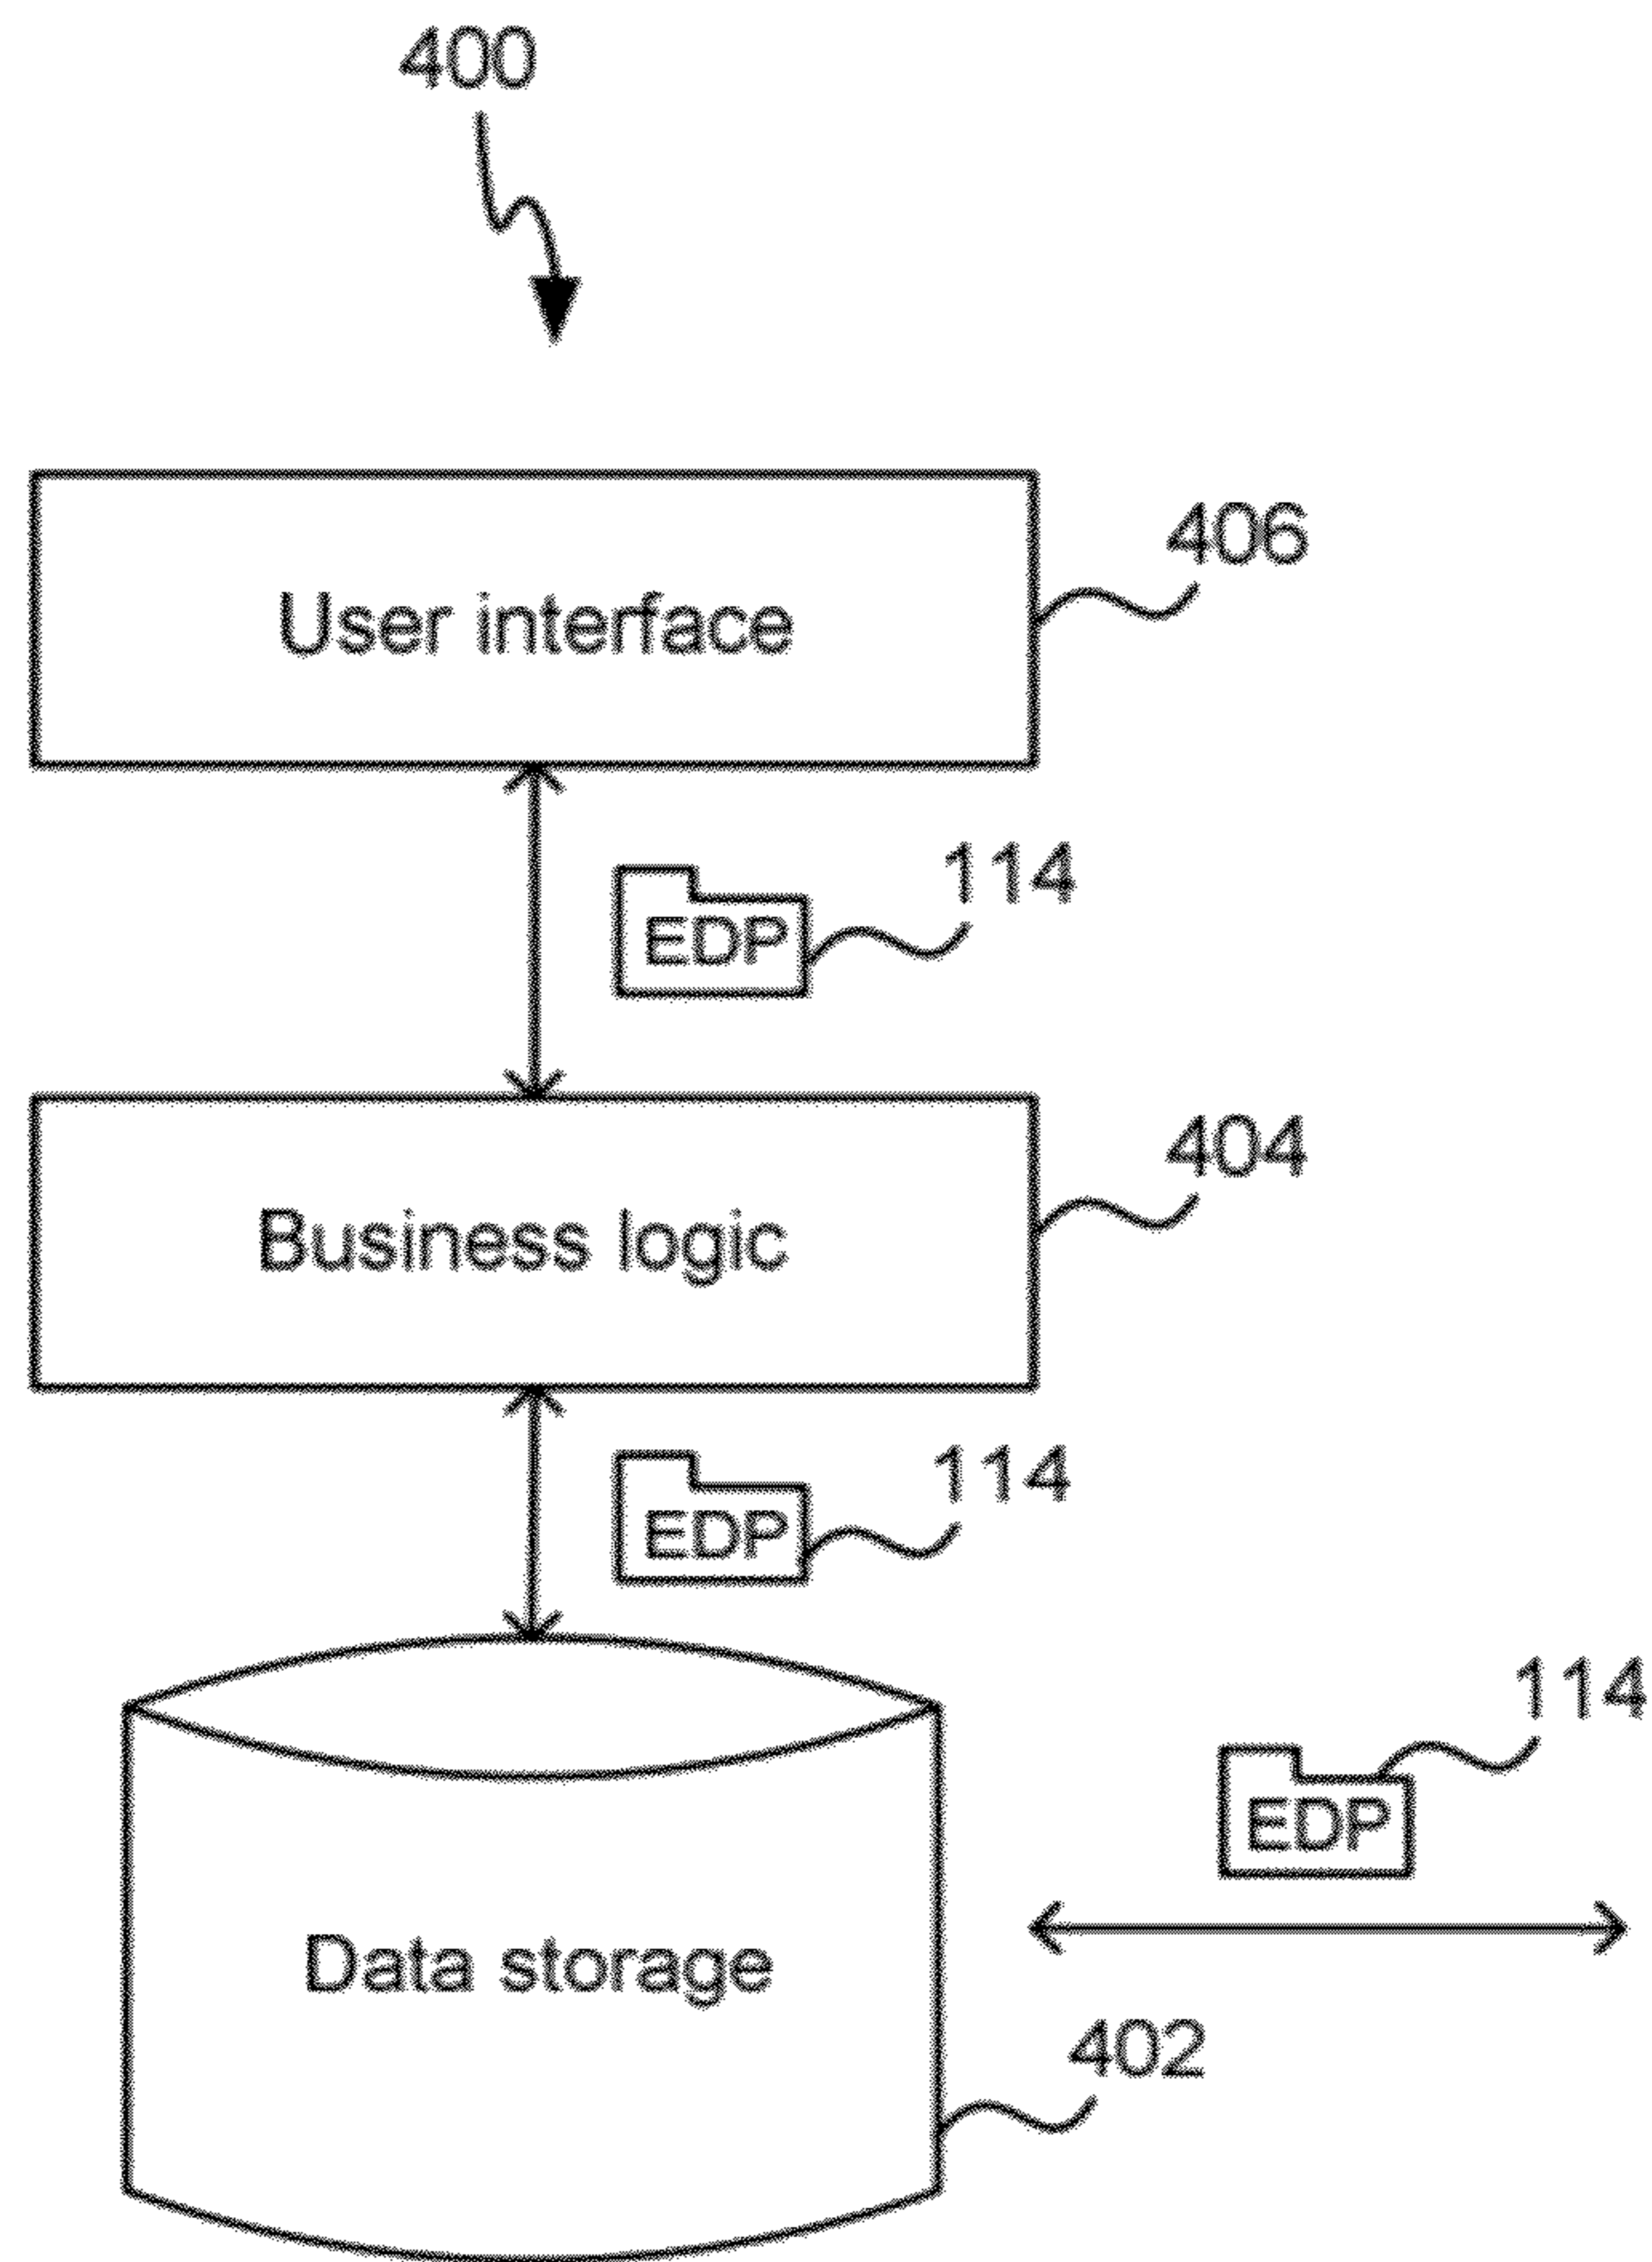 400
406
User interface
114
EDP
404
Business logic
114
EDP
114
EDP
Data storage
402